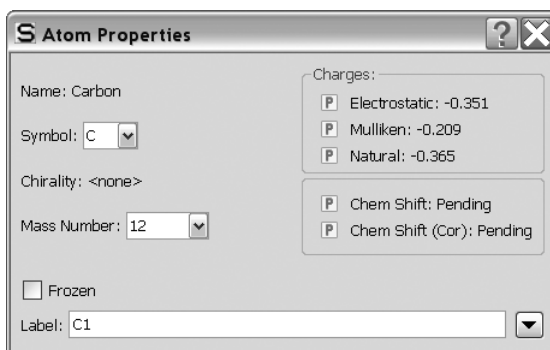 S Atom Properties ?
Name: Carbon
Symbol: C
Chirality: <none>
Mass Number: 12
Charges:
P Electrostatic: -0.351
P Mulliken: -0.209
P Natural: -0.365
P Chem Shift: Pending
P Chem Shift (Cor): Pending
Frozen
Label: C1